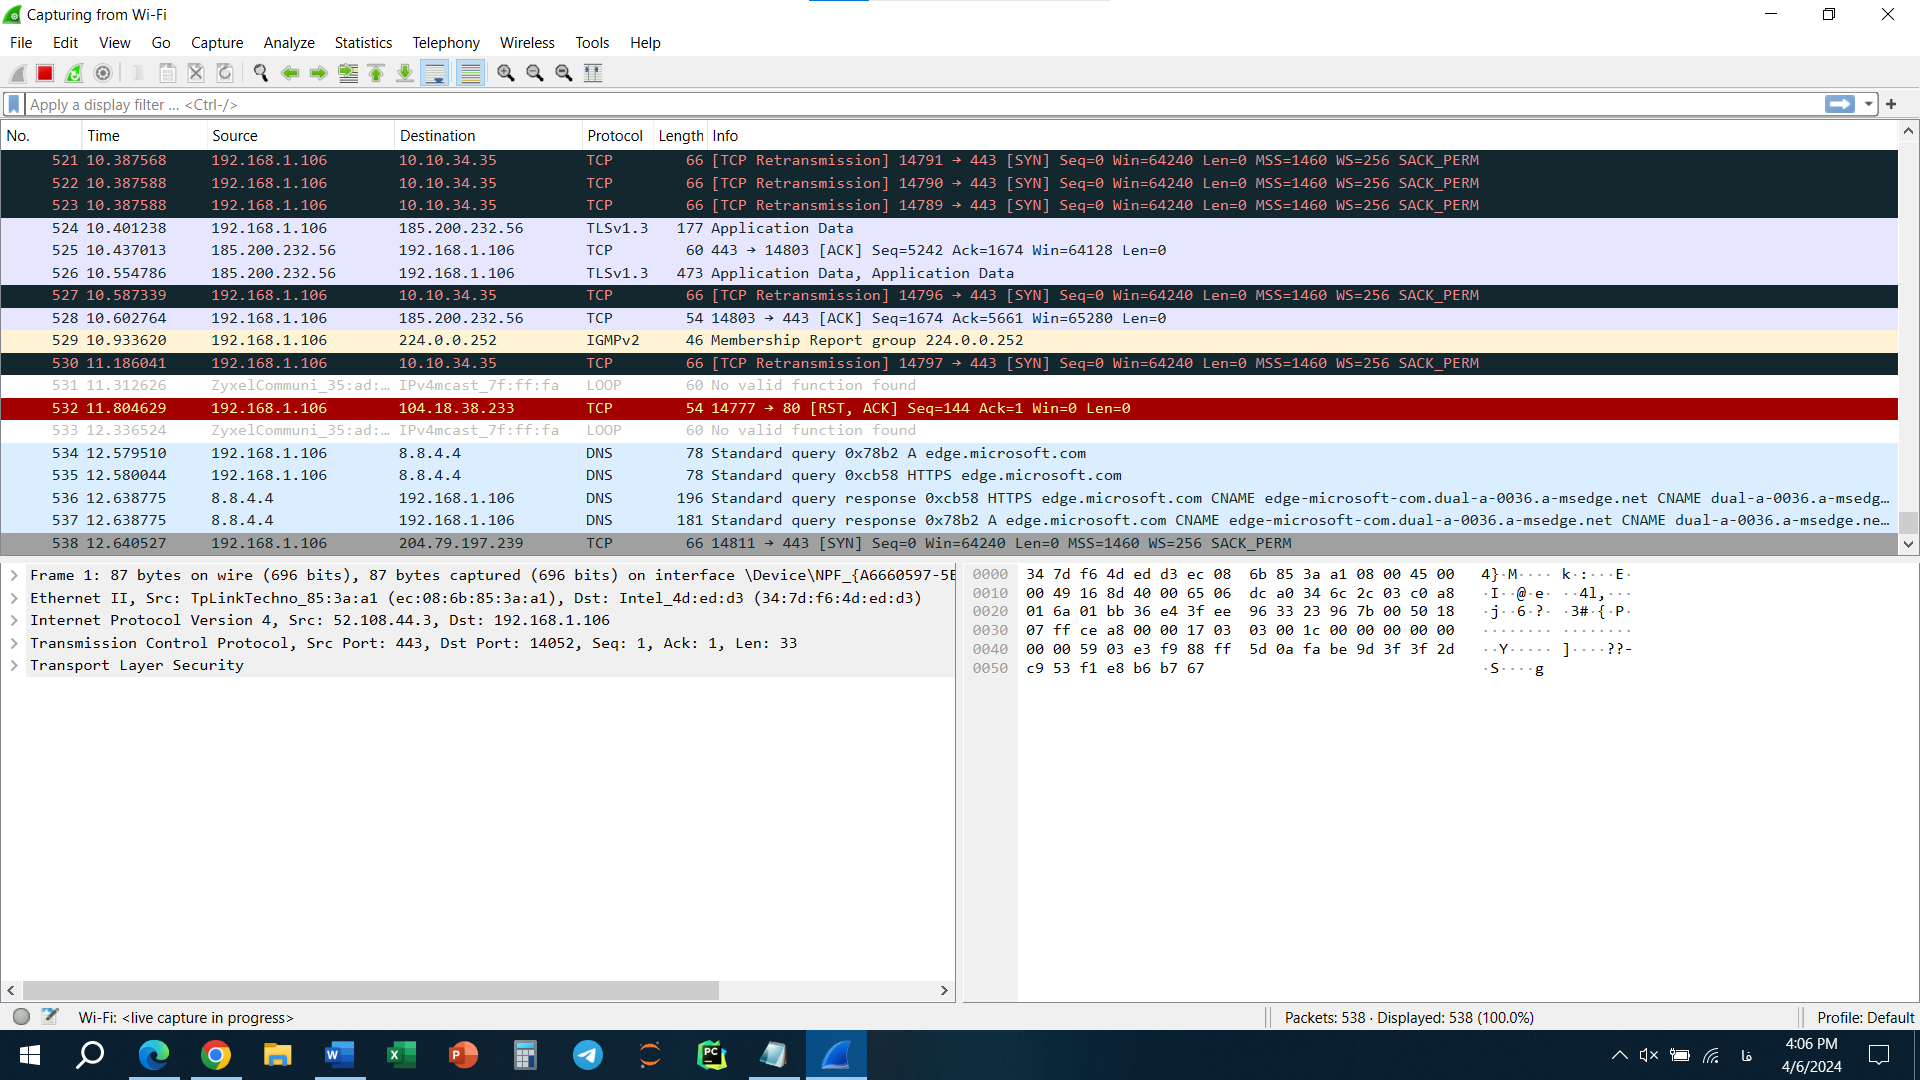 Capturing from Wi-Fi
File Edit View Go Capture Analyze Statistics Telephony Wireless Tools Help
Apply a display filter ... <Ctrl-/>
No. Time Source Destination Protocol Length Info
521 10.387568 192.168.1.106 10.10.34.35 TCP 66 [TCP Retransmission] 14791 → 443 [SYN] Seq=0 Win=64240 Len=0 MSS=1460 WS=256 SACK_PERM
522 10.387588 192.168.1.106 10.10.34.35 TCP 66 [TCP Retransmission] 14790 → 443 [SYN] Seq=0 Win=64240 Len=0 MSS=1460 WS=256 SACK_PERM
523 10.387588 192.168.1.106 10.10.34.35 TCP 66 [TCP Retransmission] 14789 → 443 [SYN] Seq=0 Win=64240 Len=0 MSS=1460 WS=256 SACK_PERM
524 10.401238 192.168.1.106 185.200.232.56 TLSv1.3 177 Application Data
525 10.437013 185.200.232.56 192.168.1.106 TCP 60 443 → 14803 [ACK] Seq=5242 Ack=1674 Win=64128 Len=0
526 10.554786 185.200.232.56 192.168.1.106 TLSv1.3 473 Application Data, Application Data
527 10.587339 192.168.1.106 10.10.34.35 TCP 66 [TCP Retransmission] 14796 → 443 [SYN] Seq=0 Win=64240 Len=0 MSS=1460 WS=256 SACK_PERM
528 10.602764 192.168.1.106 185.200.232.56 TCP 54 14803 → 443 [ACK] Seq=1674 Ack=5661 Win=65280 Len=0
529 10.933620 192.168.1.106 224.0.0.252 IGMPv2 46 Membership Report group 224.0.0.252
530 11.186041 192.168.1.106 10.10.34.35 TCP 66 [TCP Retransmission] 14797 → 443 [SYN] Seq=0 Win=64240 Len=0 MSS=1460 WS=256 SACK_PERM
531 11.312626 ZyxelCommuni_35:ad:… IPv4mcast_7f:ff:fa LOOP 60 No valid function found
532 11.804629 192.168.1.106 104.18.38.233 TCP 54 14777 → 80 [RST, ACK] Seq=144 Ack=1 Win=0 Len=0
533 12.336524 ZyxelCommuni_35:ad:… IPv4mcast_7f:ff:fa LOOP 60 No valid function found
534 12.579510 192.168.1.106 8.8.4.4 DNS 78 Standard query 0x78b2 A edge.microsoft.com
535 12.580044 192.168.1.106 8.8.4.4 DNS 78 Standard query 0xcb58 HTTPS edge.microsoft.com
536 12.638775 8.8.4.4 192.168.1.106 DNS 196 Standard query response 0xcb58 HTTPS edge.microsoft.com CNAME edge-microsoft-com.dual-a-0036.a-msedge.net CNAME dual-a-0036.a-msedg…
537 12.638775 8.8.4.4 192.168.1.106 DNS 181 Standard query response 0x78b2 A edge.microsoft.com CNAME edge-microsoft-com.dual-a-0036.a-msedge.net CNAME dual-a-0036.a-msedge.ne…
538 12.640527 192.168.1.106 204.79.197.239 TCP 66 14811 → 443 [SYN] Seq=0 Win=64240 Len=0 MSS=1460 WS=256 SACK_PERM
Frame 1: 87 bytes on wire (696 bits), 87 bytes captured (696 bits) on interface \Device\NPF_{A6660597-5E
Ethernet II, Src: TpLinkTechno_85:3a:a1 (ec:08:6b:85:3a:a1), Dst: Intel_4d:ed:d3 (34:7d:f6:4d:ed:d3)
Internet Protocol Version 4, Src: 52.108.44.3, Dst: 192.168.1.106
Transmission Control Protocol, Src Port: 443, Dst Port: 14052, Seq: 1, Ack: 1, Len: 33
Transport Layer Security
0000 34 7d f6 4d ed d3 ec 08 6b 85 3a a1 08 00 45 00 4}·M···· k·:···E·
0010 00 49 16 8d 40 00 65 06 dc a0 34 6c 2c 03 c0 a8 ·I··@·e· ··4l,···
0020 01 6a 01 bb 36 e4 3f ee 96 33 23 96 7b 00 50 18 ·j··6·?· ·3#·{·P·
0030 07 ff ce a8 00 00 17 03 03 00 1c 00 00 00 00 00 ········ ········
0040 00 00 59 03 e3 f9 88 ff 5d 0a fa be 9d 3f 3f 2d ··Y····· ]····??-
0050 c9 53 f1 e8 b6 b7 67 ·S····g
Wi-Fi: <live capture in progress>
Packets: 538 · Displayed: 538 (100.0%)
Profile: Default
فا
4:06 PM
4/6/2024